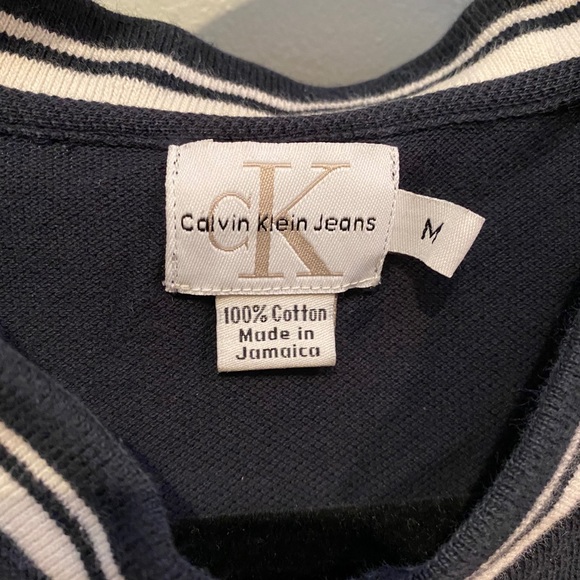 cK
Calvin Klein Jeans
M
100% Cotton
Made in
Jamaica